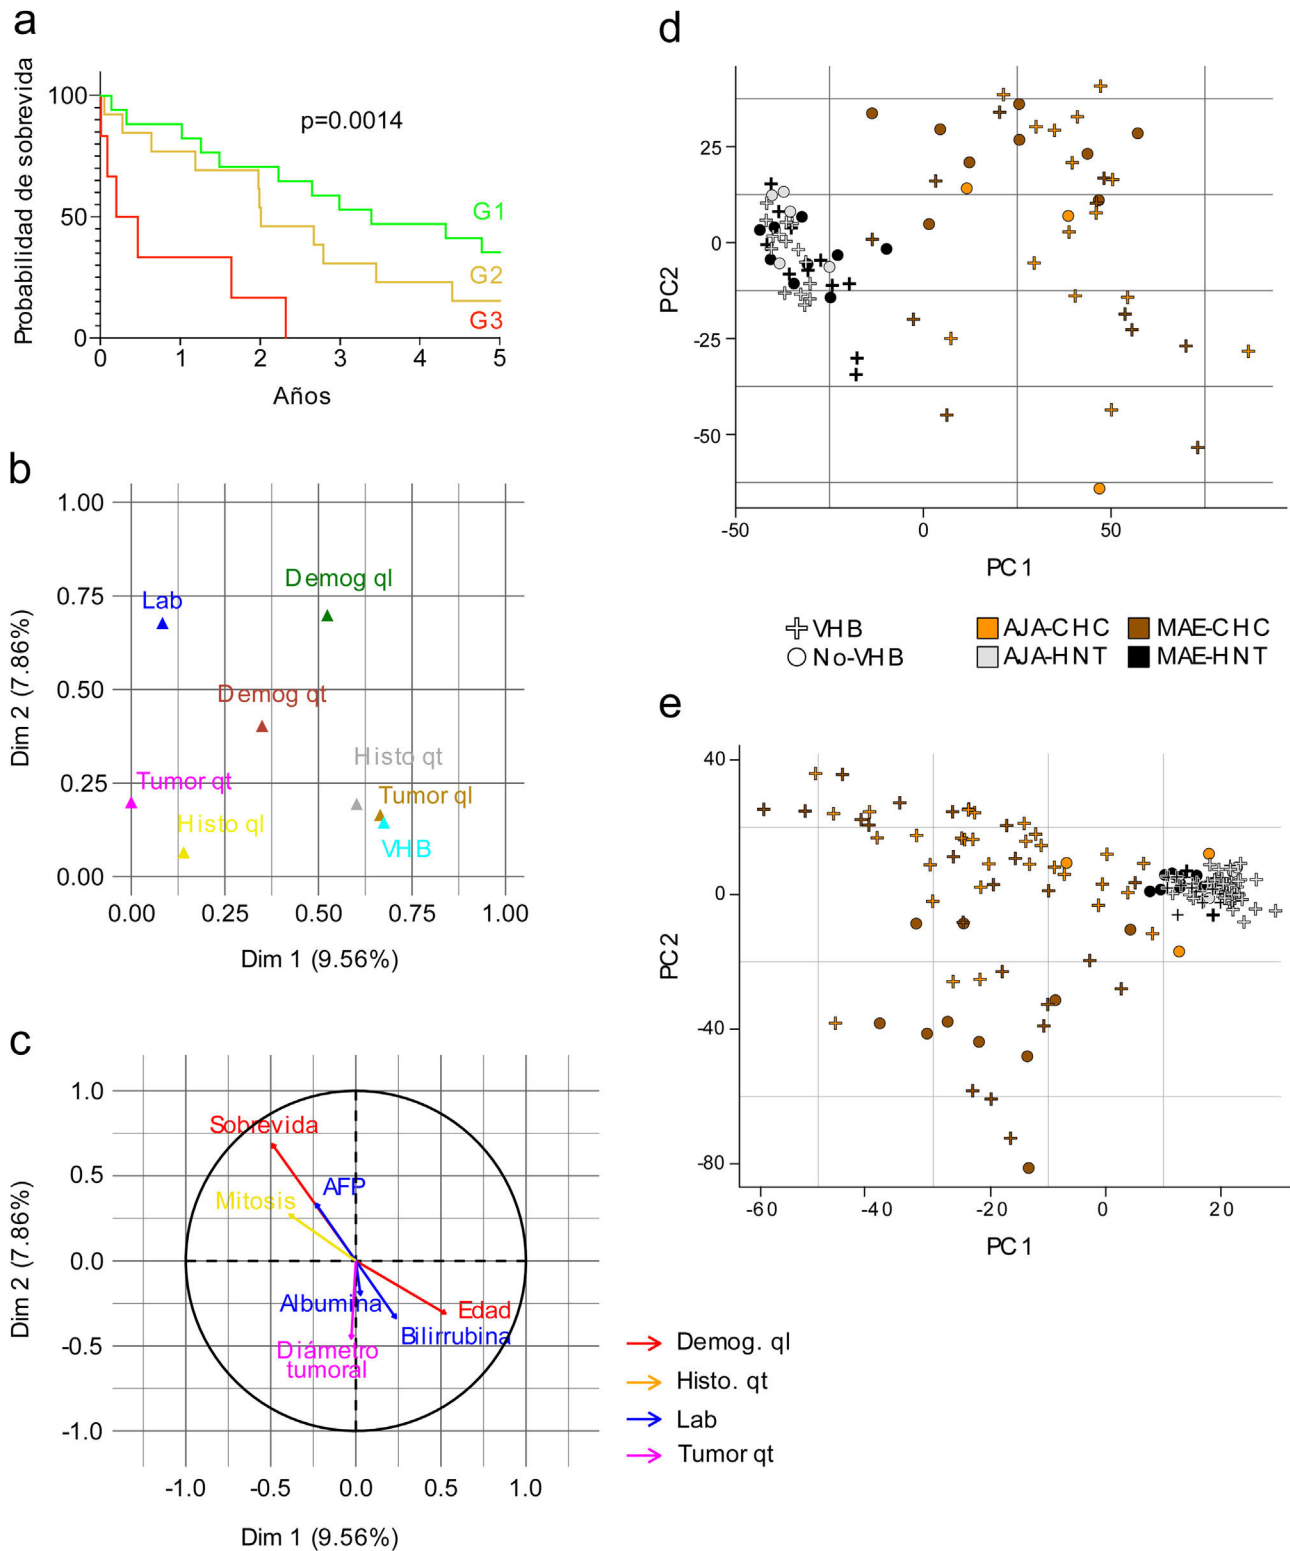 a
Probabilidad de sobrevida
100
50
0
p=0.0014
G1
G2
G3
0 1 2 3 4 5
Años
b
Dim 2 (7.86%)
1.00
0.75
0.50
0.25
0.00
Demog ql
Lab
Demog qt
Histo qt
Tumor qt
Tumor ql
Histo ql
VHB
0.00 0.25 0.50 0.75 1.00
Dim 1 (9.56%)
c
Dim 2 (7.86%)
1.0
0.5
0.0
-0.5
-1.0
Sobrevida
AFP
Mitosis
Albumina
Edad
Bilirrubina
Diámetro
tumoral
-1.0 -0.5 0.0 0.5 1.0
Dim 1 (9.56%)
Demog. ql
Histo. qt
Lab
Tumor qt
d
PC2
25
0
-25
-50
-50 0 50
PC1
VHB AJA-CHC MAE-CHC
No-VHB AJA-HNT MAE-HNT
e
PC2
40
0
-40
-80
-60 -40 -20 0 20
PC1